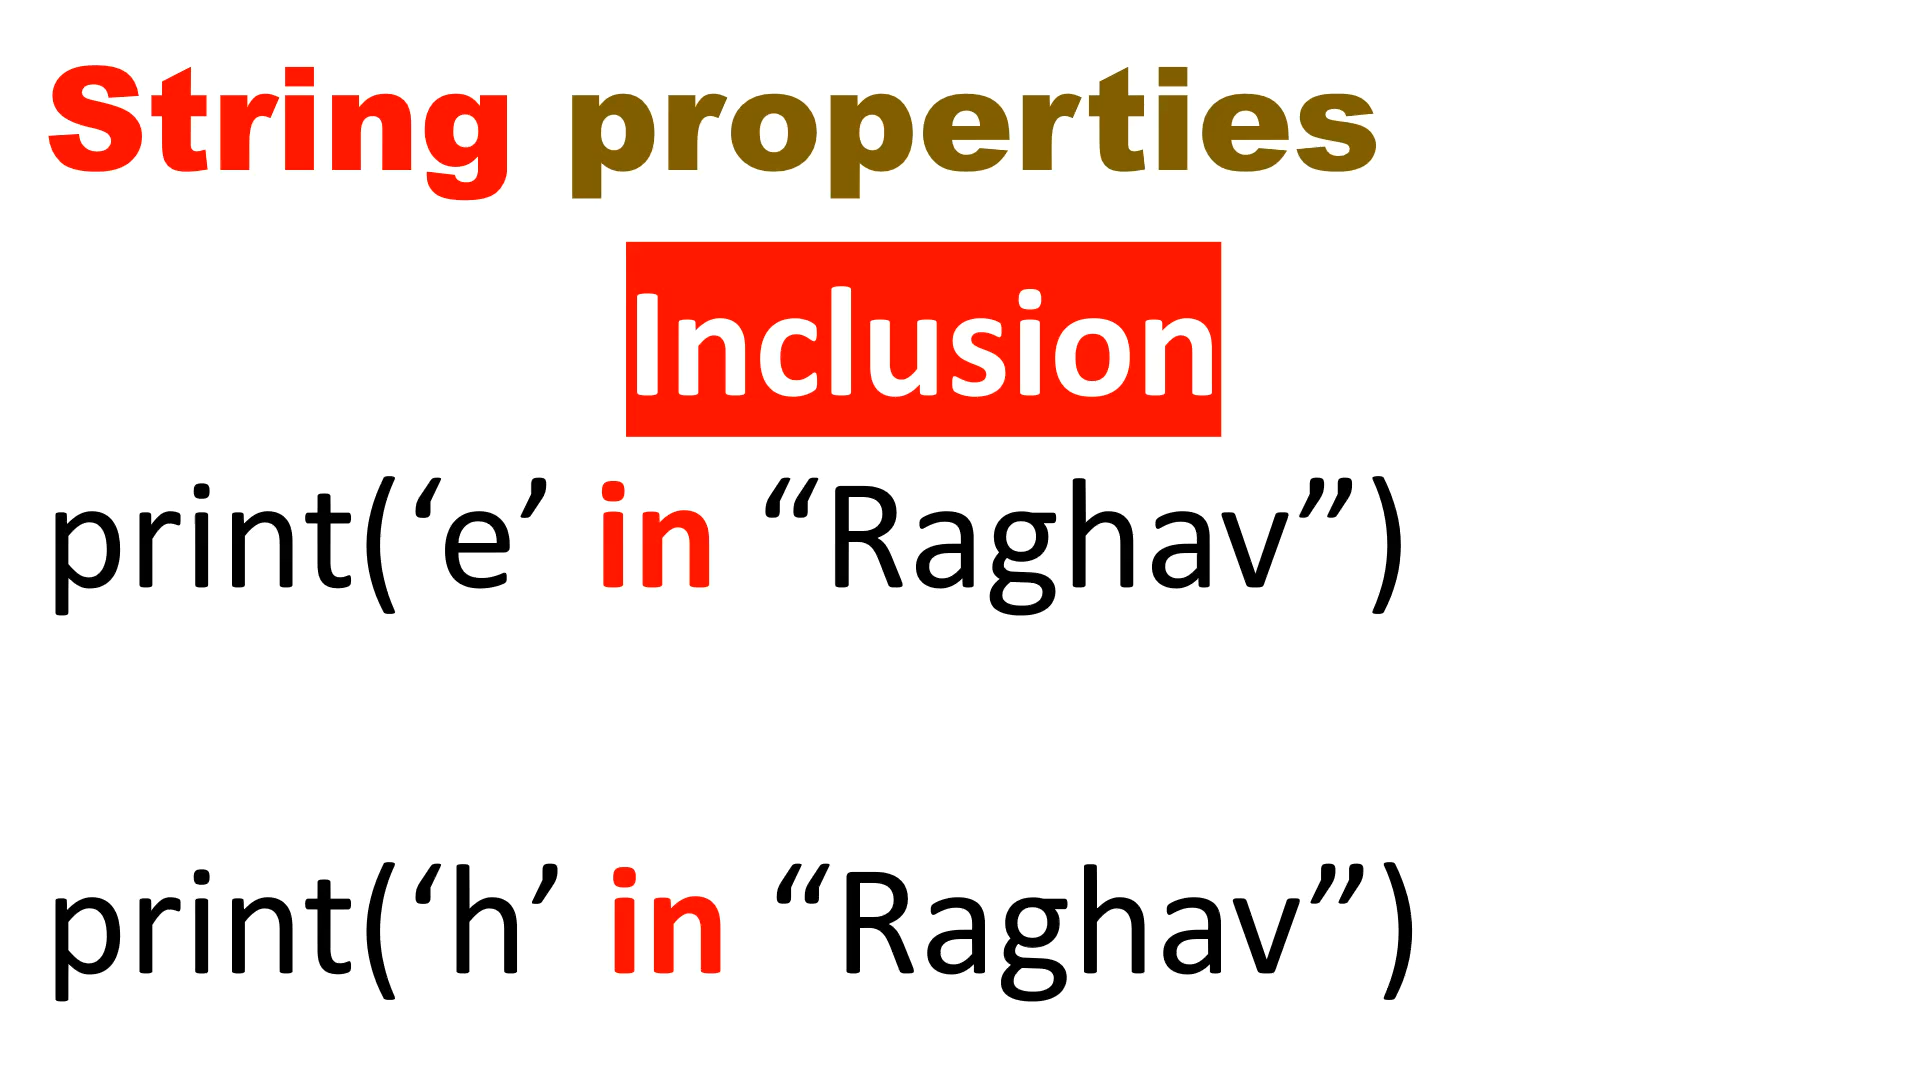 String properties
Inclusion
print(‘e’ in “Raghav”)
print(‘h’ in “Raghav”)